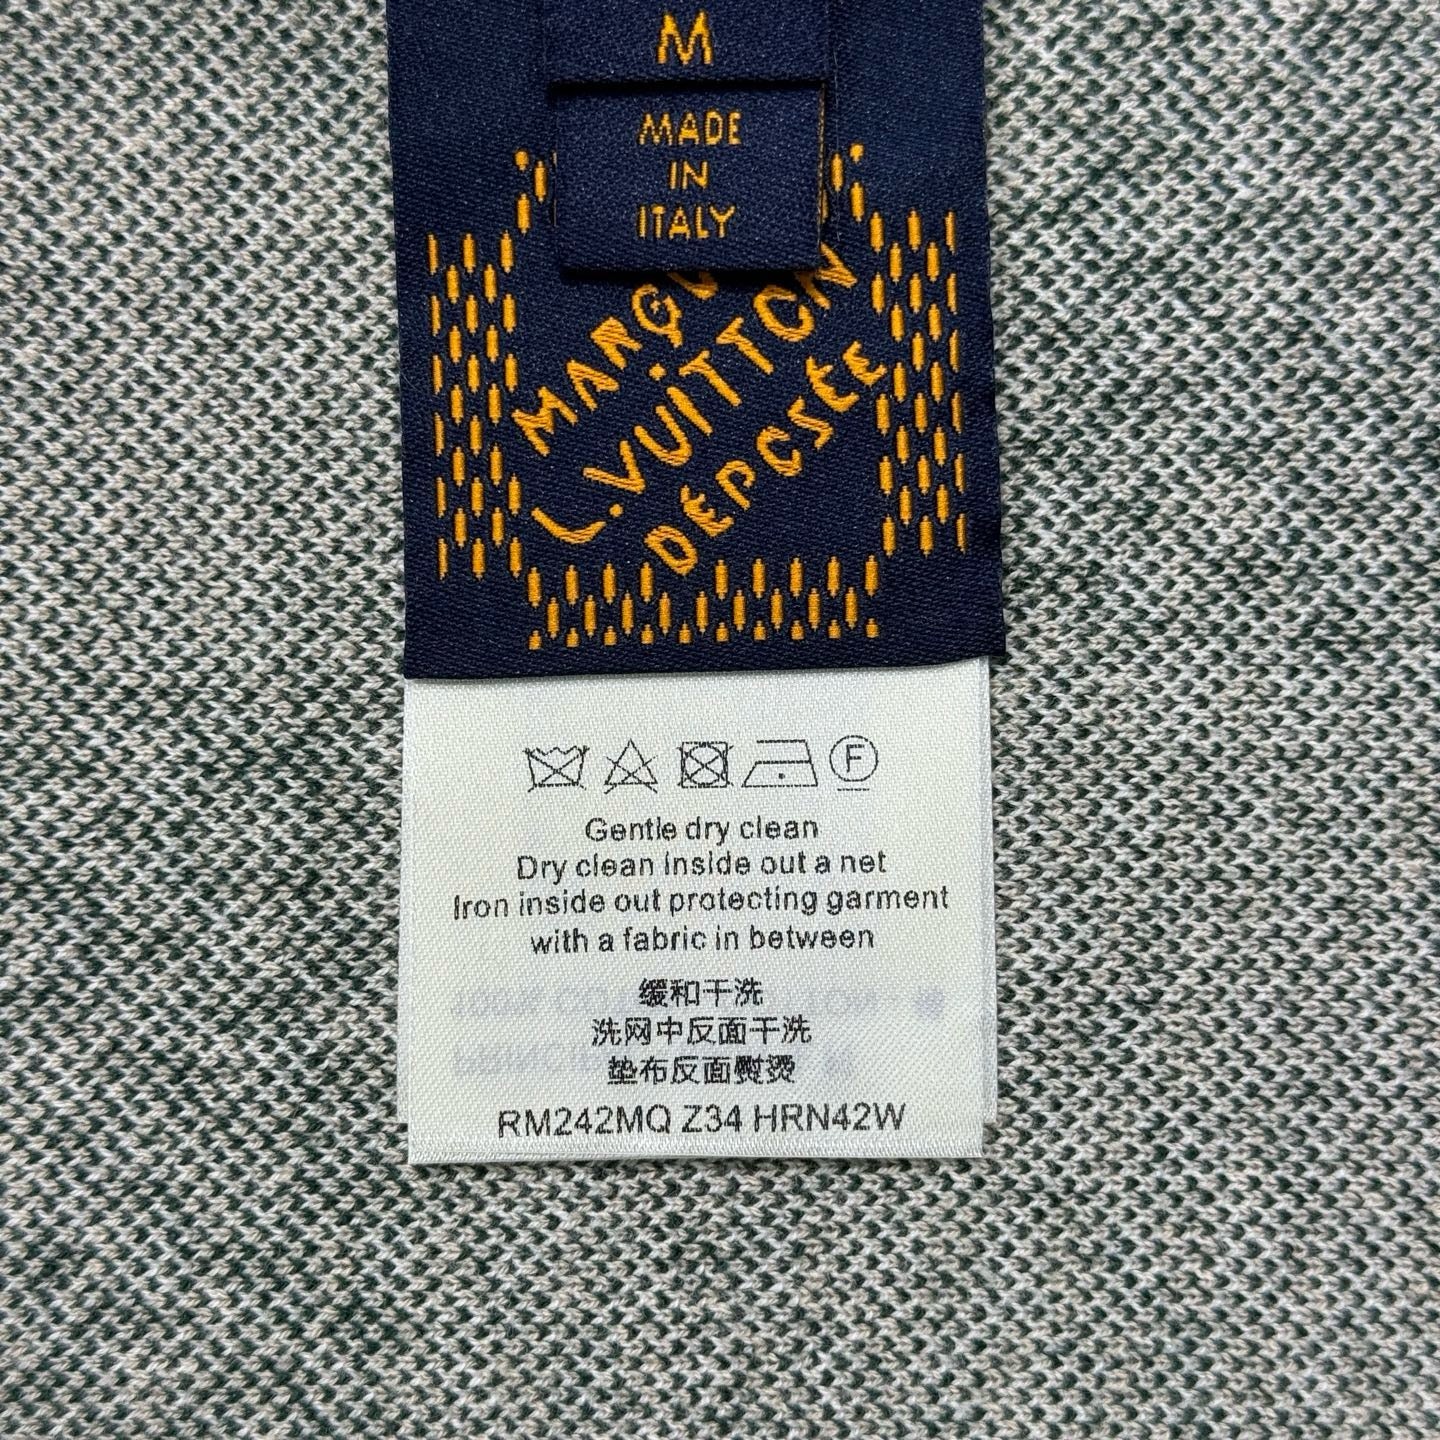 M
MADE
IN
ITALY
MARQU
L.VUITTON
DEPOSEE
Gentle dry clean
Dry clean inside out a net
Iron inside out protecting garment
with a fabric in between
缓和干洗
洗网中反面干洗
垫布反面熨烫
RM242MQ Z34 HRN42W